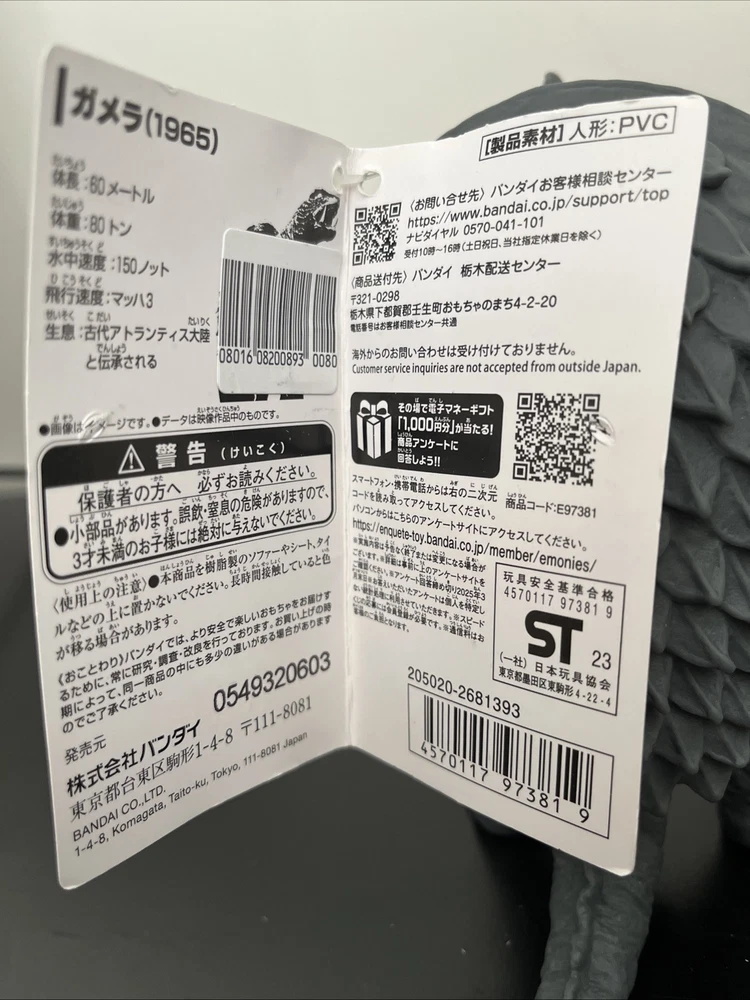 ガメラ(1965)
体長:60メートル
体重:80トン
水中速度:150ノット
飛行速度:マッハ3
生息:古代アトランティス大陸
と伝承される
08016 08200893 0080
●画像はイメージです。●データは映像作品中のものです。
警告(けいこく)
保護者の方へ 必ずお読みください。
●小部品があります。誤飲・窒息の危険がありますので、
3才未満のお子様には絶対に与えないでください。
〈使用上の注意〉●本商品を樹脂製のソファーやシート、タイ
ルなどの上に置かないでください。長時間接触していると色
が移る場合があります。
《おことわり》バンダイでは、より安全で楽しいおもちゃをお届けす
るために、常に研究・調査・改良を行っております。お買い上げの時
期によって、同一商品の中にも多少の違いがある場合があります
のでご了承ください。
0549320603
発売元
株式会社バンダイ
東京都台東区駒形1-4-8 〒111-8081
BANDAI CO.,LTD.
1-4-8, Komagata, Taito-ku, Tokyo, 111-8081 Japan
[製品素材]人形:PVC
〈お問い合せ先〉バンダイお客様相談センター
https://www.bandai.co.jp/support/top
ナビダイヤル 0570-041-101
受付10時~16時(土日祝日、当社指定休業日を除く)
〈商品送付先〉バンダイ 栃木配送センター
〒321-0298
栃木県下都賀郡壬生町おもちゃのまち4-2-20
電話番号はお客様相談センター共通
海外からのお問い合わせは受け付けておりません。
Customer service inquiries are not accepted from outside Japan.
その場で電子マネーギフト
「1,000円分」が当たる!
商品アンケートに
回答しよう!!
スマートフォン・携帯電話からは右の二次元
コードを読み取ってアクセスしてください。
商品コード:E97381
パソコンからはこちらのアンケートサイトにアクセスしてください。
https://enquete-toy.bandai.co.jp/member/emonies/
玩具安全基準合格
4570117 97381 9
ST 23
(一社) 日本玩具協会
東京都墨田区東駒形4-22-4
205020-2681393
4570117 97381 9